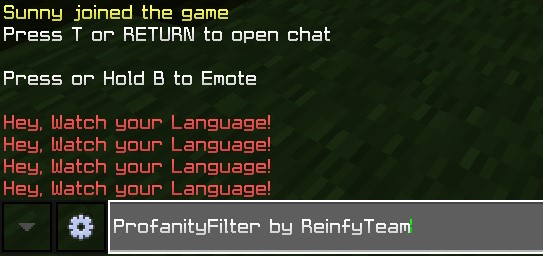 Sunny joined the game
Press T or RETURN to open chat
Press or Hold B to Emote
Hey, Watch your Language!
Hey, Watch your Language!
Hey, Watch your Language!
Hey, Watch your Language!
ProfanityFilter by ReinfyTeam